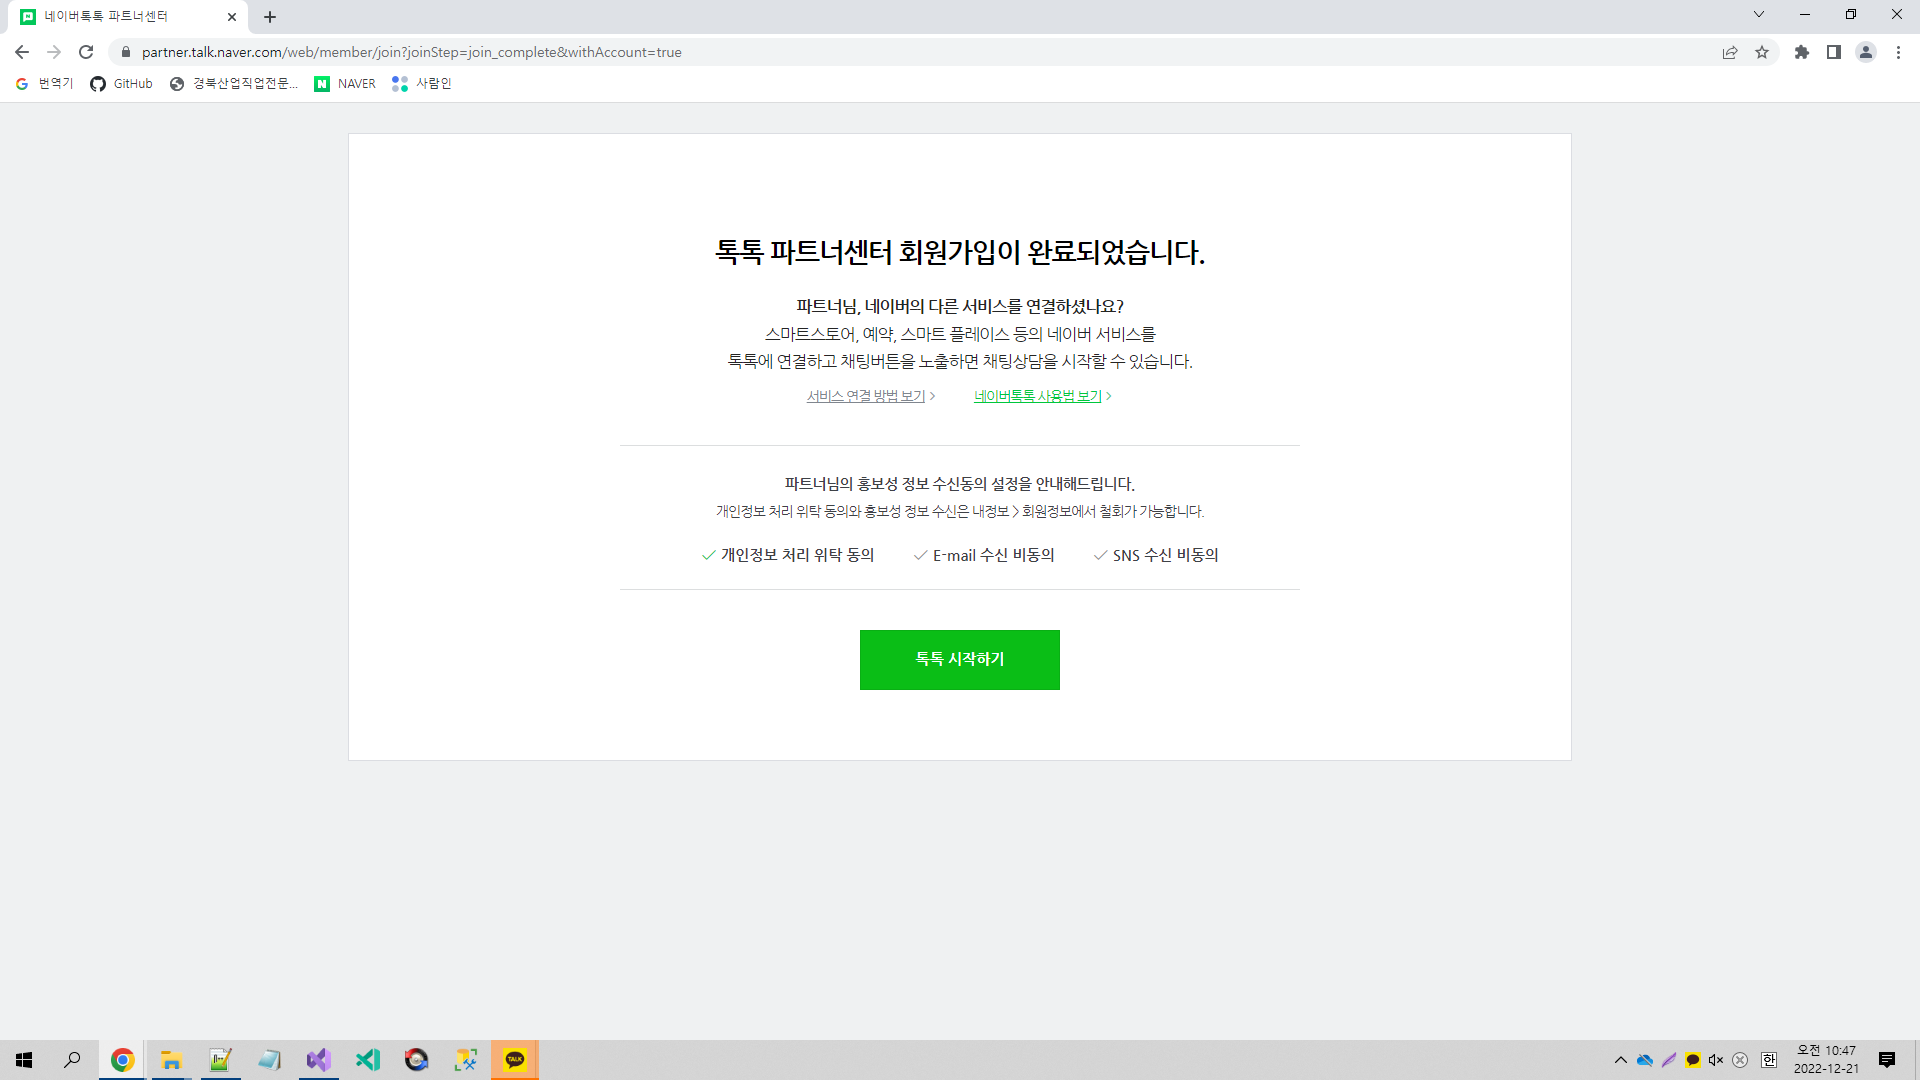 네이버톡톡 파트너센터
partner.talk.naver.com/web/member/join?joinStep=join_complete&withAccount=true
번역기
GitHub
경북산업직업전문...
NAVER
사람인
톡톡 파트너센터 회원가입이 완료되었습니다.
파트너님, 네이버의 다른 서비스를 연결하셨나요?
스마트스토어, 예약, 스마트 플레이스 등의 네이버 서비스를
톡톡에 연결하고 채팅버튼을 노출하면 채팅상담을 시작할 수 있습니다.
서비스 연결 방법 보기 >
네이버톡톡 사용법 보기 >
파트너님의 홍보성 정보 수신동의 설정을 안내해드립니다.
개인정보 처리 위탁 동의와 홍보성 정보 수신은 내정보 > 회원정보에서 철회가 가능합니다.
개인정보 처리 위탁 동의
E-mail 수신 비동의
SNS 수신 비동의
톡톡 시작하기
TALK
한
오전 10:47
2022-12-21